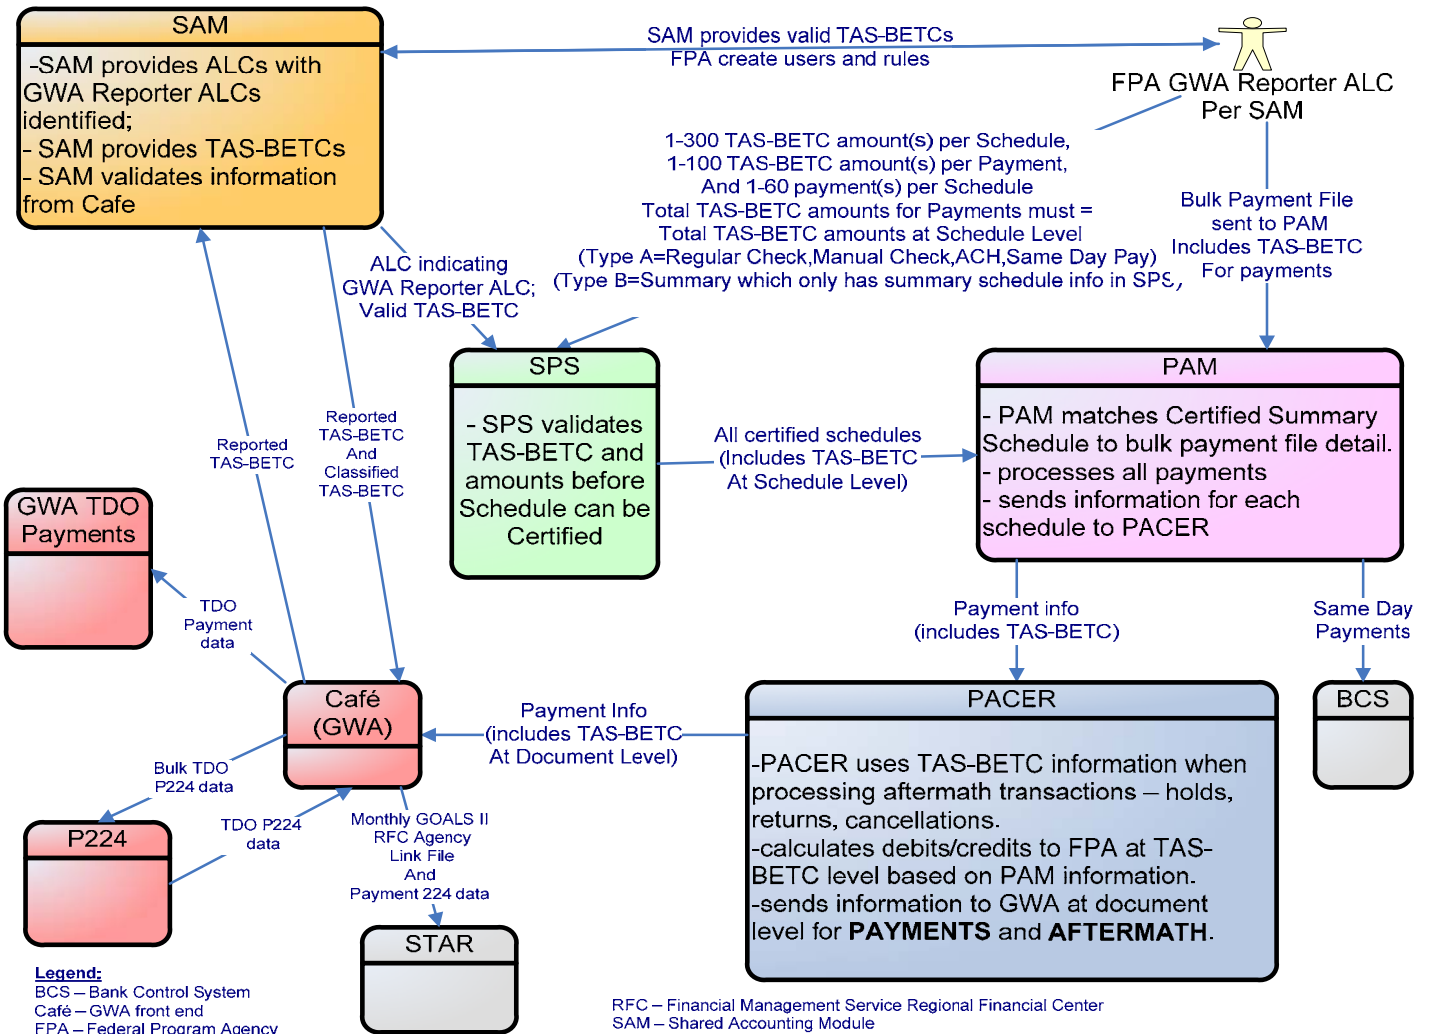 SAM
-SAM provides ALCs with
GWA Reporter ALCs
identified;
- SAM provides TAS-BETCs
- SAM validates information
from Cafe
SAM provides valid TAS-BETCs
FPA create users and rules
FPA GWA Reporter ALC
Per SAM
1-300 TAS-BETC amount(s) per Schedule,
1-100 TAS-BETC amount(s) per Payment,
And 1-60 payment(s) per Schedule
Total TAS-BETC amounts for Payments must =
Total TAS-BETC amounts at Schedule Level
(Type A=Regular Check,Manual Check,ACH,Same Day Pay)
(Type B=Summary which only has summary schedule info in SPS)
Bulk Payment File
sent to PAM
Includes TAS-BETC
For payments
ALC indicating
GWA Reporter ALC;
Valid TAS-BETC
SPS
- SPS validates
TAS-BETC and
amounts before
Schedule can be
Certified
All certified schedules
(Includes TAS-BETC
At Schedule Level)
PAM
- PAM matches Certified Summary
Schedule to bulk payment file detail.
- processes all payments
- sends information for each
schedule to PACER
Reported
TAS-BETC
Reported
TAS-BETC
And
Classified
TAS-BETC
GWA TDO
Payments
TDO
Payment
data
Payment info
(includes TAS-BETC)
Same Day
Payments
Café
(GWA)
Payment Info
(includes TAS-BETC
At Document Level)
PACER
-PACER uses TAS-BETC information when
processing aftermath transactions – holds,
returns, cancellations.
-calculates debits/credits to FPA at TAS-
BETC level based on PAM information.
-sends information to GWA at document
level for PAYMENTS and AFTERMATH.
BCS
Bulk TDO
P224 data
P224
TDO P224
data
Monthly GOALS II
RFC Agency
Link File
And
Payment 224 data
STAR
Legend:
BCS – Bank Control System
Café – GWA front end
FPA – Federal Program Agency
RFC – Financial Management Service Regional Financial Center
SAM – Shared Accounting Module